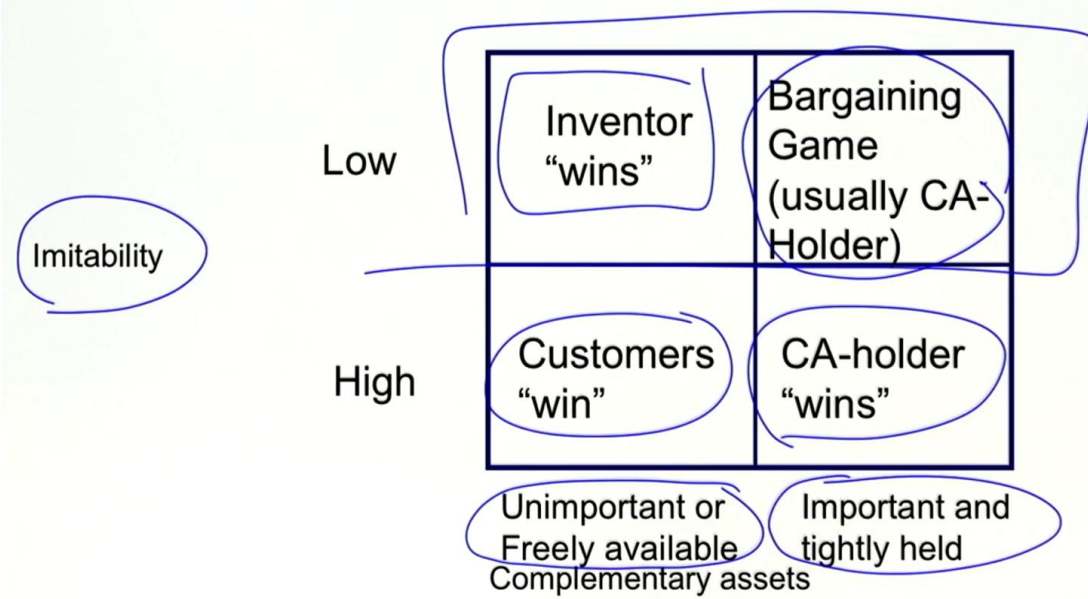 Low
Inventor
“wins”
Bargaining
Game
(usually CA-
Holder)
Imitability
High
Customers
“win”
CA-holder
“wins”
Unimportant or
Freely available
Important and
tightly held
Complementary assets